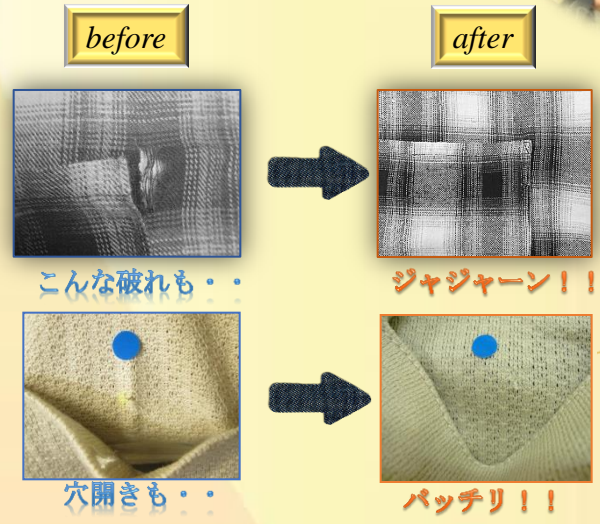 before
after
こんな破れも・・
ジャジャーン！！
穴開きも・・
バッチリ！！